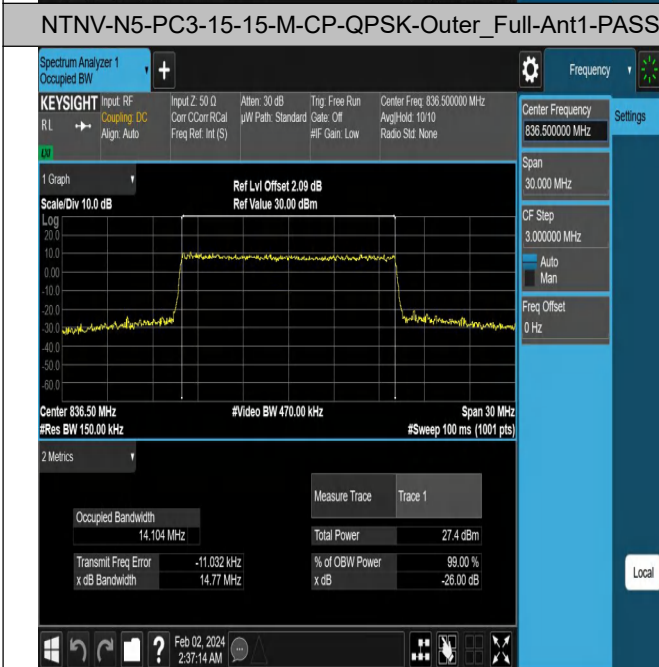 NTNV-N5-PC3-15-15-M-CP-QPSK-Outer_Full-Ant1-PASS
Spectrum Analyzer 1
Occupied BW
+
Frequency
KEYSIGHT
RL
LXI
Input: RF
Coupling: DC
Align: Auto
Input Z: 50 Ω
Corr CCorr RCal
Freq Ref: Int (S)
Atten: 30 dB
µW Path: Standard
Trig: Free Run
Gate: Off
#IF Gain: Low
Center Freq: 836.500000 MHz
Avg|Hold: 10/10
Radio Std: None
Center Frequency
836.500000 MHz
Settings
Span
30.000 MHz
CF Step
3.000000 MHz
Auto
Man
Freq Offset
0 Hz
1 Graph
Scale/Div 10.0 dB
Ref Lvl Offset 2.09 dB
Ref Value 30.00 dBm
Log
20.0
10.0
0.00
-10.0
-20.0
-30.0
-40.0
-50.0
-60.0
Center 836.50 MHz
#Video BW 470.00 kHz
Span 30 MHz
#Res BW 150.00 kHz
#Sweep 100 ms (1001 pts)
2 Metrics
Measure Trace Trace 1
Occupied Bandwidth
14.104 MHz
Total Power 27.4 dBm
Transmit Freq Error -11.032 kHz
% of OBW Power 99.00 %
x dB Bandwidth 14.77 MHz
x dB -26.00 dB
Local
?
Feb 02, 2024
2:37:14 AM